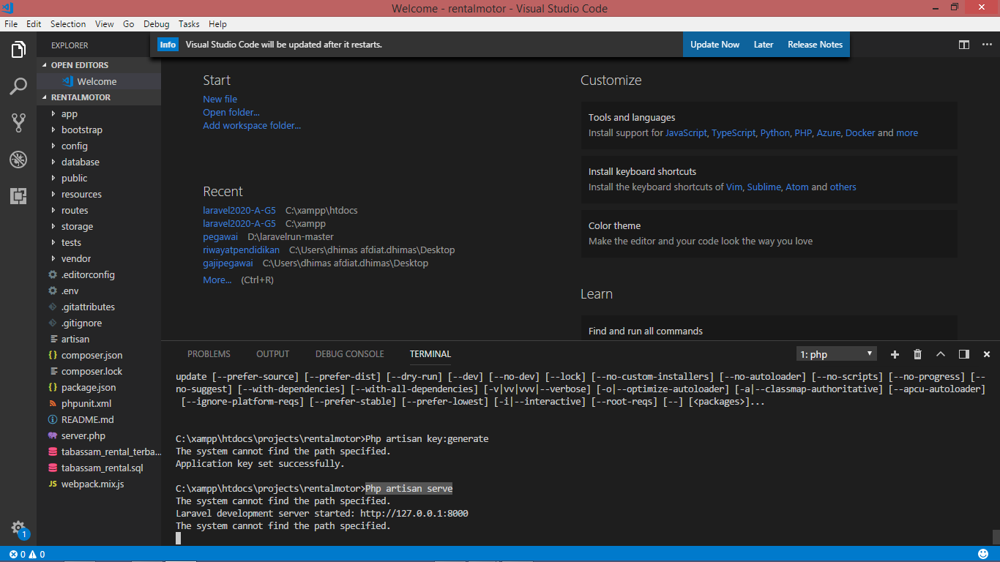 Welcome - rentalmotor - Visual Studio Code
File Edit Selection View Go Debug Tasks Help
EXPLORER
Info Visual Studio Code will be updated after it restarts. Update Now Later Release Notes
OPEN EDITORS
Welcome
RENTALMOTOR
app
bootstrap
config
database
public
resources
routes
storage
tests
vendor
.editorconfig
.env
.gitattributes
.gitignore
artisan
{} composer.json
composer.lock
{} package.json
phpunit.xml
README.md
server.php
tabassam_rental_terba...
tabassam_rental.sql
JS webpack.mix.js
1
Start
New file
Open folder...
Add workspace folder...
Recent
laravel2020-A-G5 C:\xampp\htdocs
laravel2020-A-G5 C:\xampp
pegawai D:\laravelrun-master
riwayatpendidikan C:\Users\dhimas afdiat.dhimas\Desktop
gajipegawai C:\Users\dhimas afdiat.dhimas\Desktop
More... (Ctrl+R)
Customize
Tools and languages
Install support for JavaScript, TypeScript, Python, PHP, Azure, Docker and more
Install keyboard shortcuts
Install the keyboard shortcuts of Vim, Sublime, Atom and others
Color theme
Make the editor and your code look the way you love
Learn
Find and run all commands
PROBLEMS OUTPUT DEBUG CONSOLE TERMINAL 1: php
update [--prefer-source] [--prefer-dist] [--dry-run] [--dev] [--no-dev] [--lock] [--no-custom-installers] [--no-autoloader] [--no-scripts] [--no-progress] [--
no-suggest] [--with-dependencies] [--with-all-dependencies] [-v|vv|vvv|--verbose] [-o|--optimize-autoloader] [-a|--classmap-authoritative] [--apcu-autoloader]
[--ignore-platform-reqs] [--prefer-stable] [--prefer-lowest] [-i|--interactive] [--root-reqs] [--] [<packages>]...
C:\xampp\htdocs\projects\rentalmotor>Php artisan key:generate
The system cannot find the path specified.
Application key set successfully.
C:\xampp\htdocs\projects\rentalmotor>Php artisan serve
The system cannot find the path specified.
Laravel development server started: http://127.0.0.1:8000
The system cannot find the path specified.
0 0